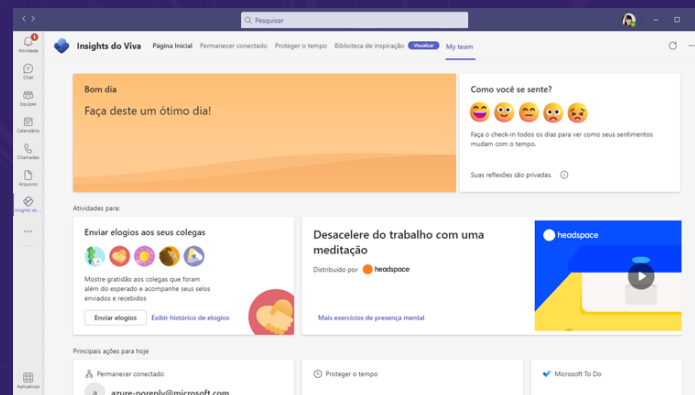 Pesquisar
Atividade
Chat
Equipes
Calendário
Chamadas
Arquivos
Insights do ...
Aplicativos
Insights do Viva
Página Inicial Permanecer conectado Proteger o tempo Biblioteca de inspiração Visualizar My team
Bom dia
Faça deste um ótimo dia!
Como você se sente?
Faça o check-in todos os dias para ver como seus sentimentos
mudam com o tempo.
Suas reflexões são privadas.
Atividades para:
Enviar elogios aos seus colegas
Mostre gratidão aos colegas que foram
além do esperado e acompanhe seus selos
enviados e recebidos
Enviar elogios Exibir histórico de elogios
Desacelere do trabalho com uma
meditação
Distribuído por headspace
Mais exercícios de presença mental
headspace
Principais ações para hoje
Permanecer conectado
a azure-noreply@microsoft.com
Proteger o tempo
Microsoft To Do